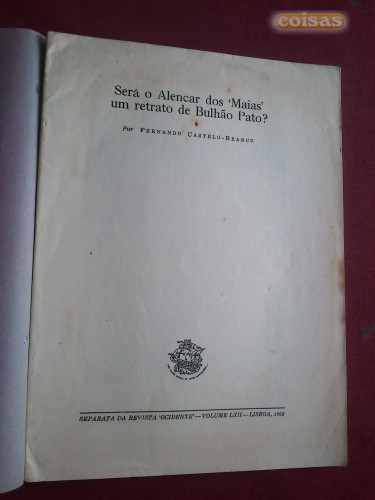 coisas
Será o Alencar dos 'Maias'
um retrato de Bulhão Pato?
Por FERNANDO CASTELO-BRANCO
SEPARATA DA REVISTA 'OCIDENTE' — VOLUME LXII — LISBOA, 1962